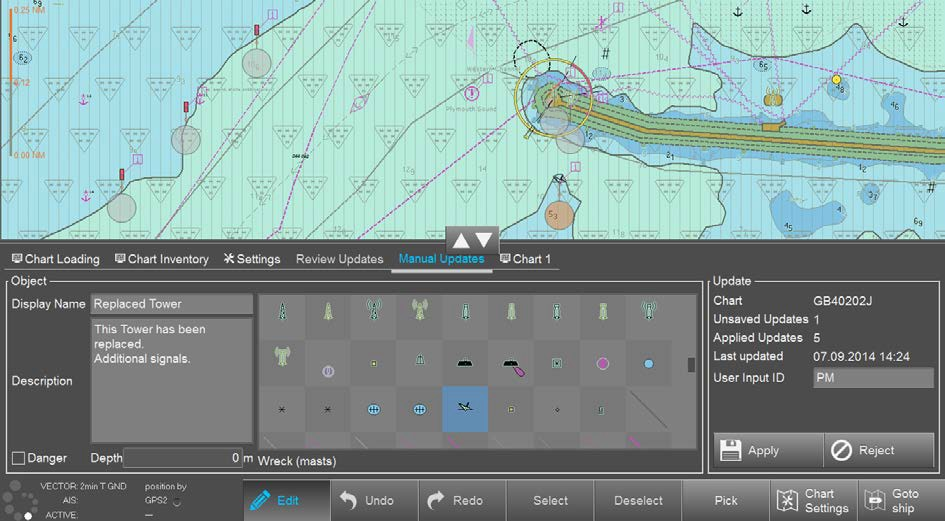 0.25 NM
0.12
0.00 NM
Plymouth Sound
Chart Loading
Chart Inventory
Settings
Review Updates
Manual Updates
Chart 1
Object
Display Name
Replaced Tower
Description
This Tower has been
replaced.
Additional signals.
Danger
Depth
0 m
Wreck (masts)
Update
Chart
GB40202J
Unsaved Updates
1
Applied Updates
5
Last updated
07.09.2014 14:24
User Input ID
PM
Apply
Reject
VECTOR: 2min T GND
position by
AIS:
GPS2
ACTIVE:
—
Edit
Undo
Redo
Select
Deselect
Pick
Chart
Settings
Goto
ship